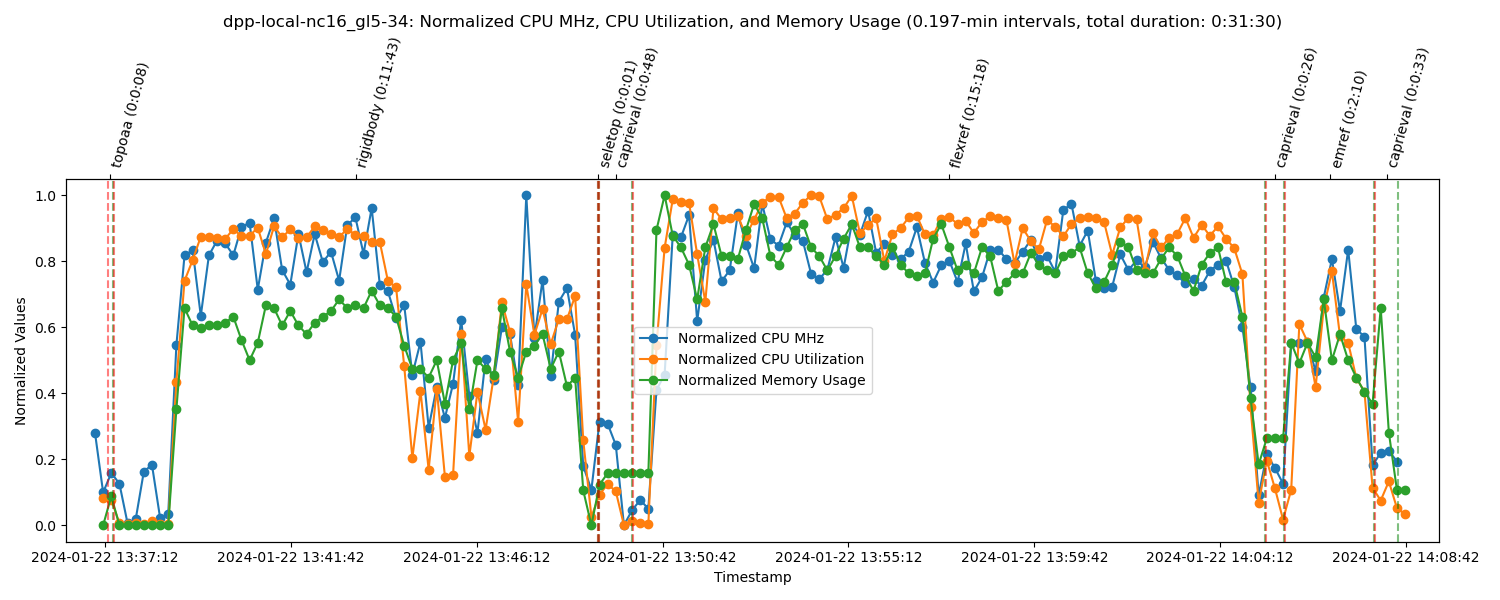 dpp-local-nc16_gl5-34: Normalized CPU MHz, CPU Utilization, and Memory Usage (0.197-min intervals, total duration: 0:31:30)
topoaa (0:0:08)
rigidbody (0:11:43)
seletop (0:0:01)
caprieval (0:0:48)
flexref (0:15:18)
caprieval (0:0:26)
emref (0:2:10)
caprieval (0:0:33)
Normalized Values
1.0
0.8
0.6
0.4
0.2
0.0
Normalized CPU MHz
Normalized CPU Utilization
Normalized Memory Usage
2024-01-22 13:37:12
2024-01-22 13:41:42
2024-01-22 13:46:12
2024-01-22 13:50:42
2024-01-22 13:55:12
2024-01-22 13:59:42
2024-01-22 14:04:12
2024-01-22 14:08:42
Timestamp